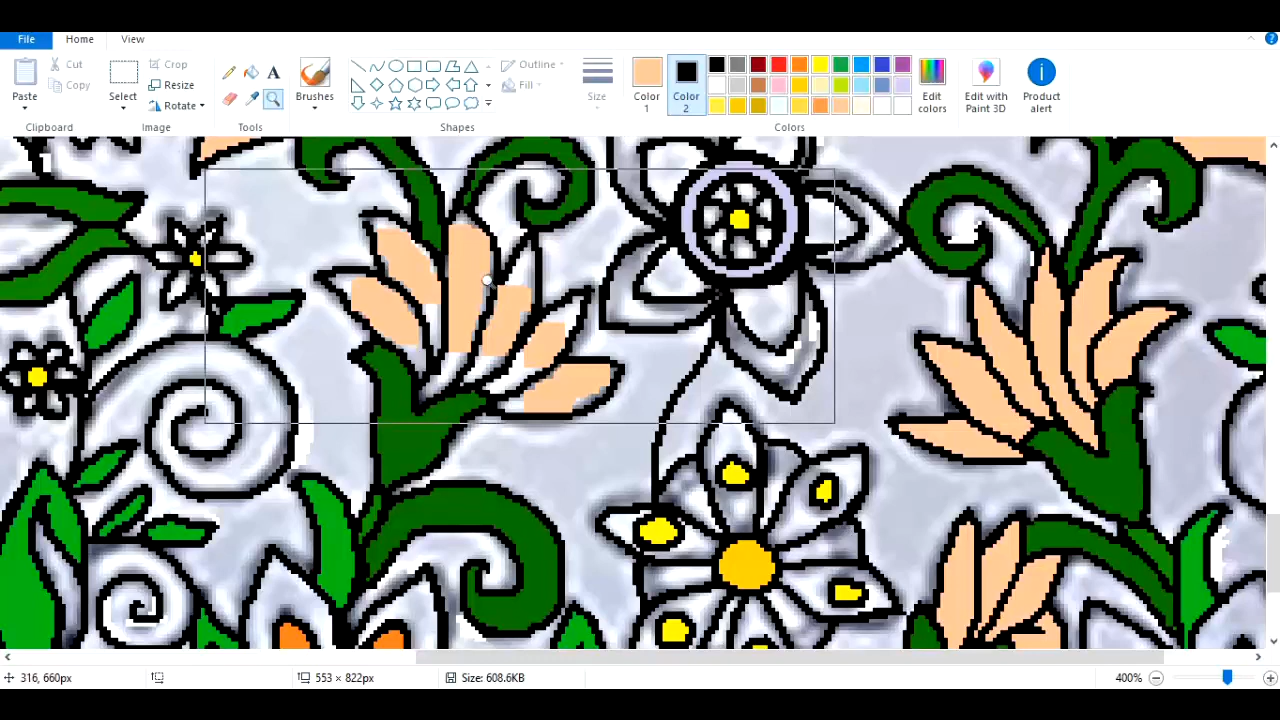 File Home View
Paste
Cut
Copy
Clipboard
Select
Crop
Resize
Rotate
Image
A
Tools
Brushes
Outline
Fill
Shapes
Size
Color 1
Color 2
Colors
Edit colors
Edit with Paint 3D
Product alert
316, 660px
553 × 822px
Size: 608.6KB
400%